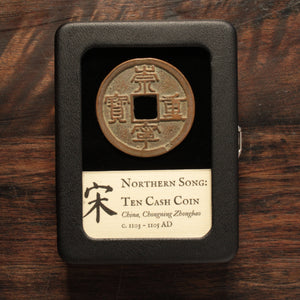 崇
寶 重
寧
宋
Northern Song:
Ten Cash Coin
China, Chongning Zhongbao
c. 1103 - 1105 AD